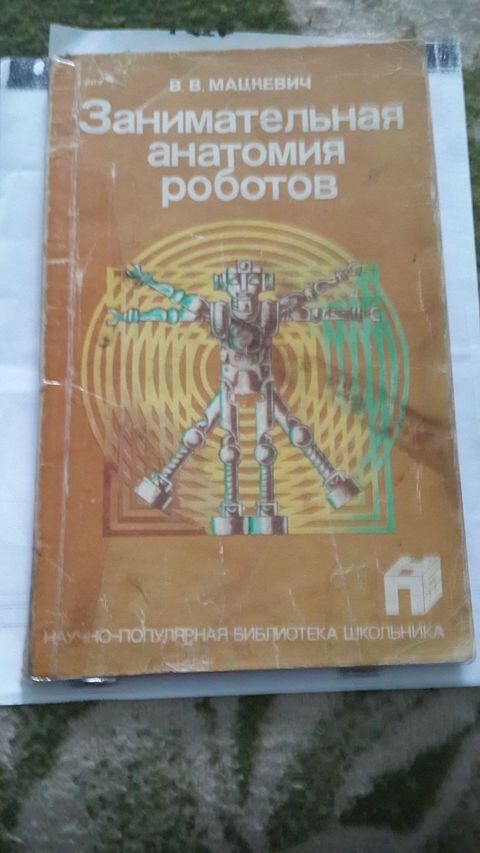 В. В. МАЦКЕВИЧ
Занимательная
анатомия
роботов
НАУЧНО-ПОПУЛЯРНАЯ БИБЛИОТЕКА ШКОЛЬНИКА